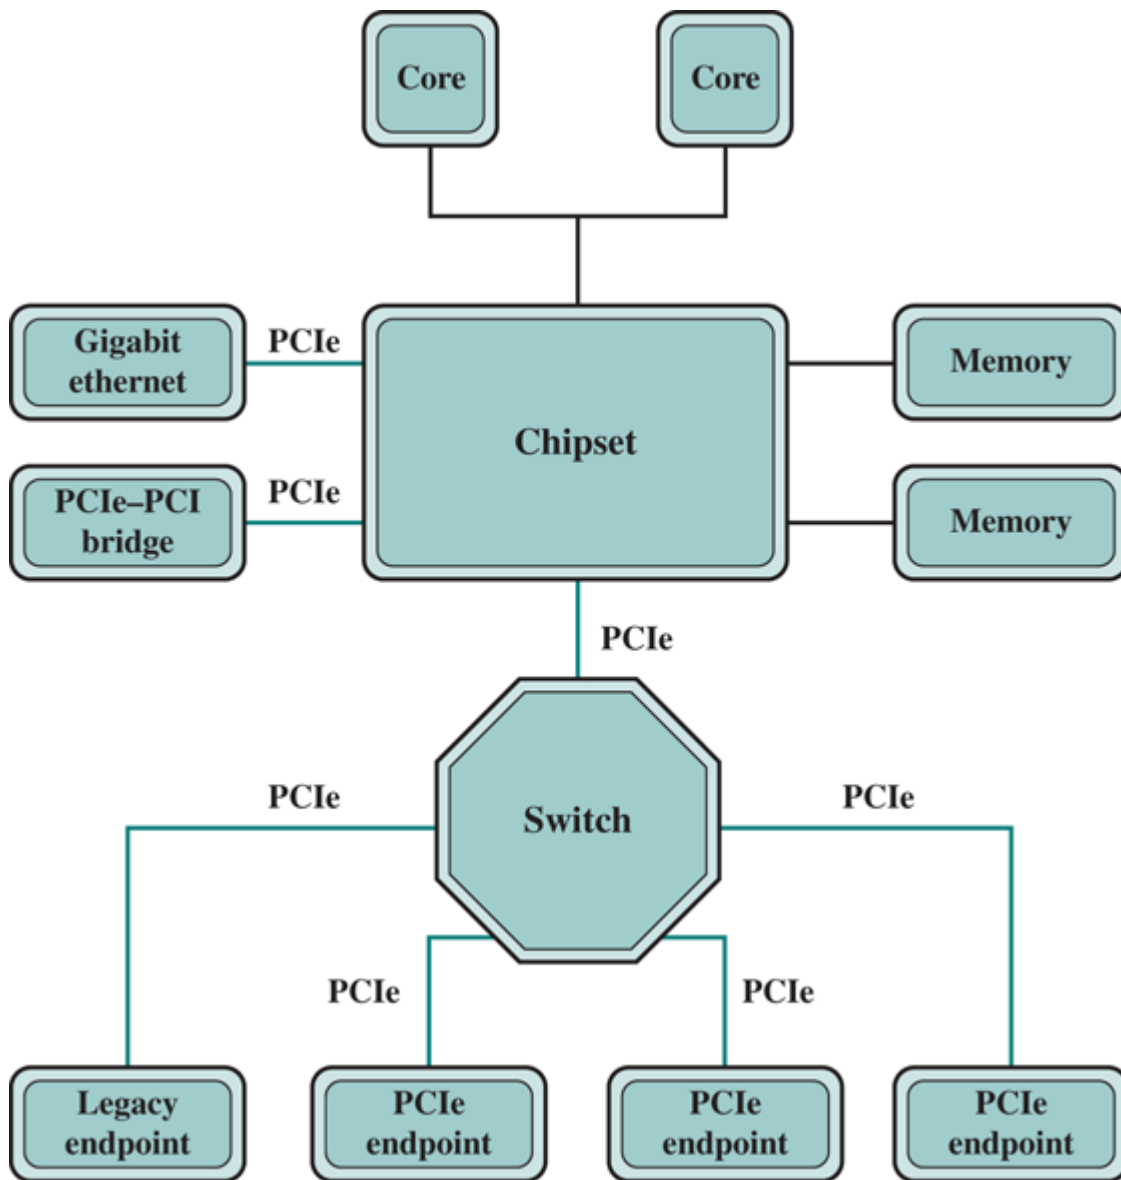 Core
Core
Gigabit
ethernet
PCIe
Chipset
Memory
PCIe–PCI
bridge
PCIe
Memory
PCIe
Switch
PCIe
PCIe
PCIe
PCIe
Legacy
endpoint
PCIe
endpoint
PCIe
endpoint
PCIe
endpoint